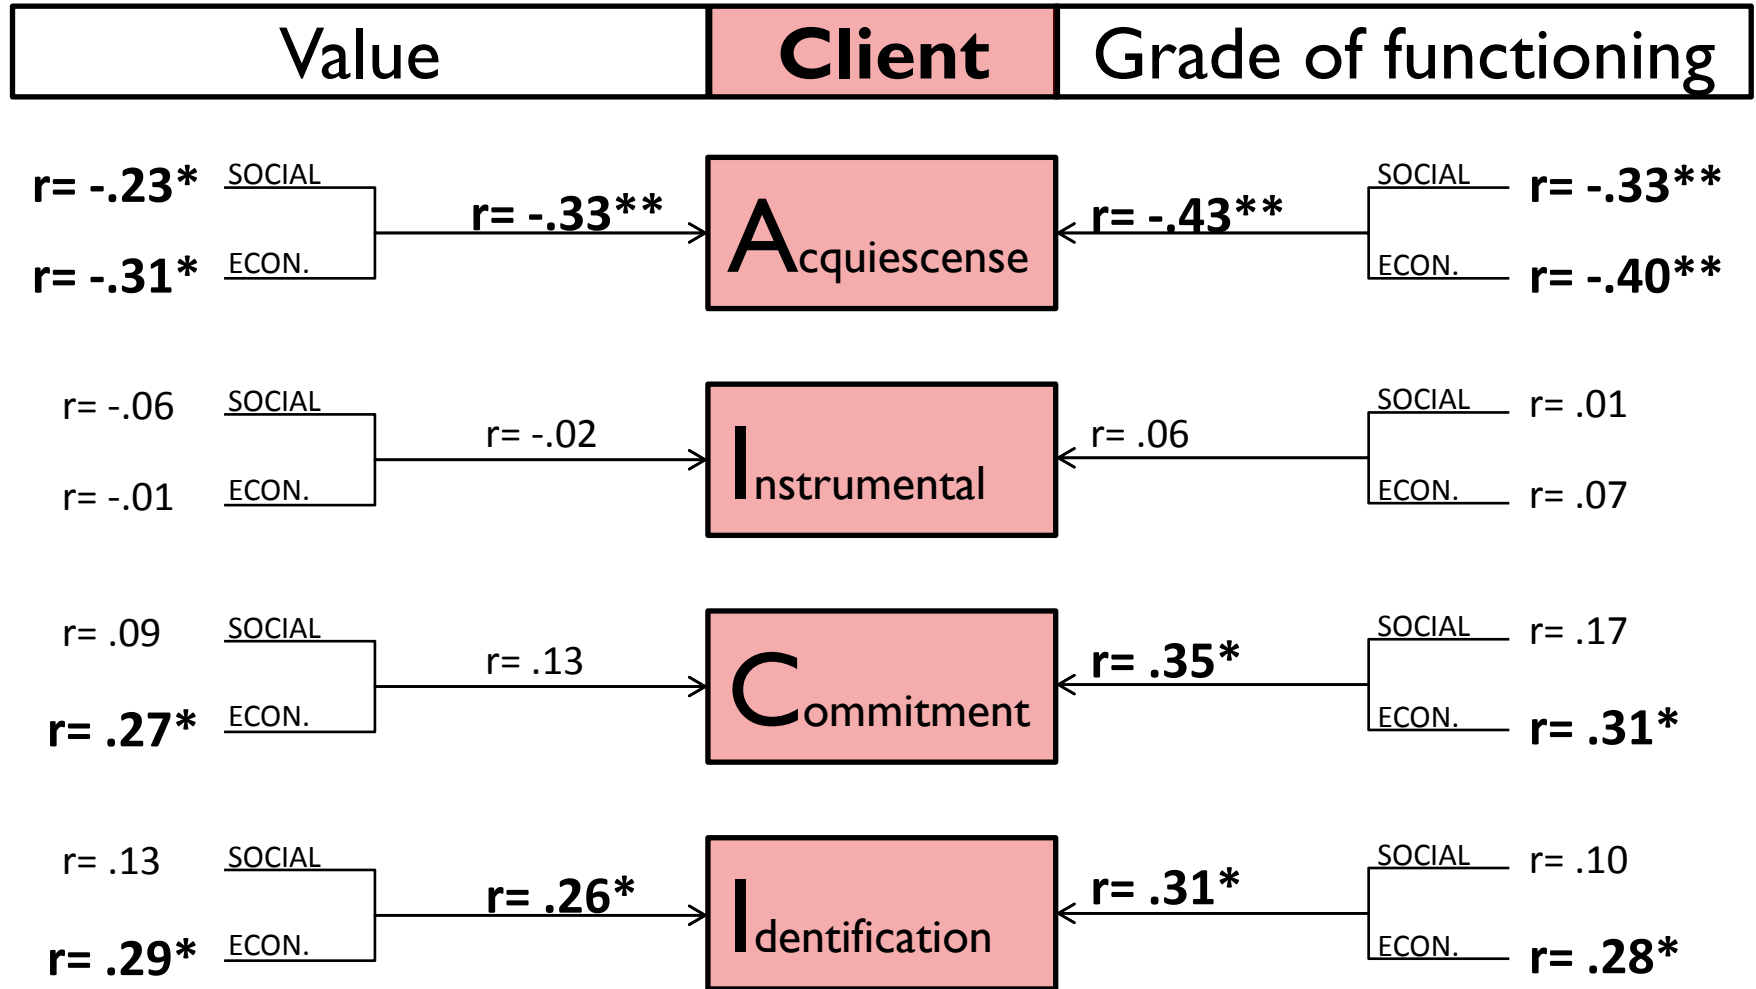 Value Client Grade of functioning
r= -.23* SOCIAL r= -.33** Acquiescense r= -.43** SOCIAL r= -.33**
r= -.31* ECON. ECON. r= -.40**
r= -.06 SOCIAL r= -.02 Instrumental r= .06 SOCIAL r= .01
r= -.01 ECON. ECON. r= .07
r= .09 SOCIAL r= .13 Commitment r= .35* SOCIAL r= .17
r= .27* ECON. ECON. r= .31*
r= .13 SOCIAL r= .26* Identification r= .31* SOCIAL r= .10
r= .29* ECON. ECON. r= .28*